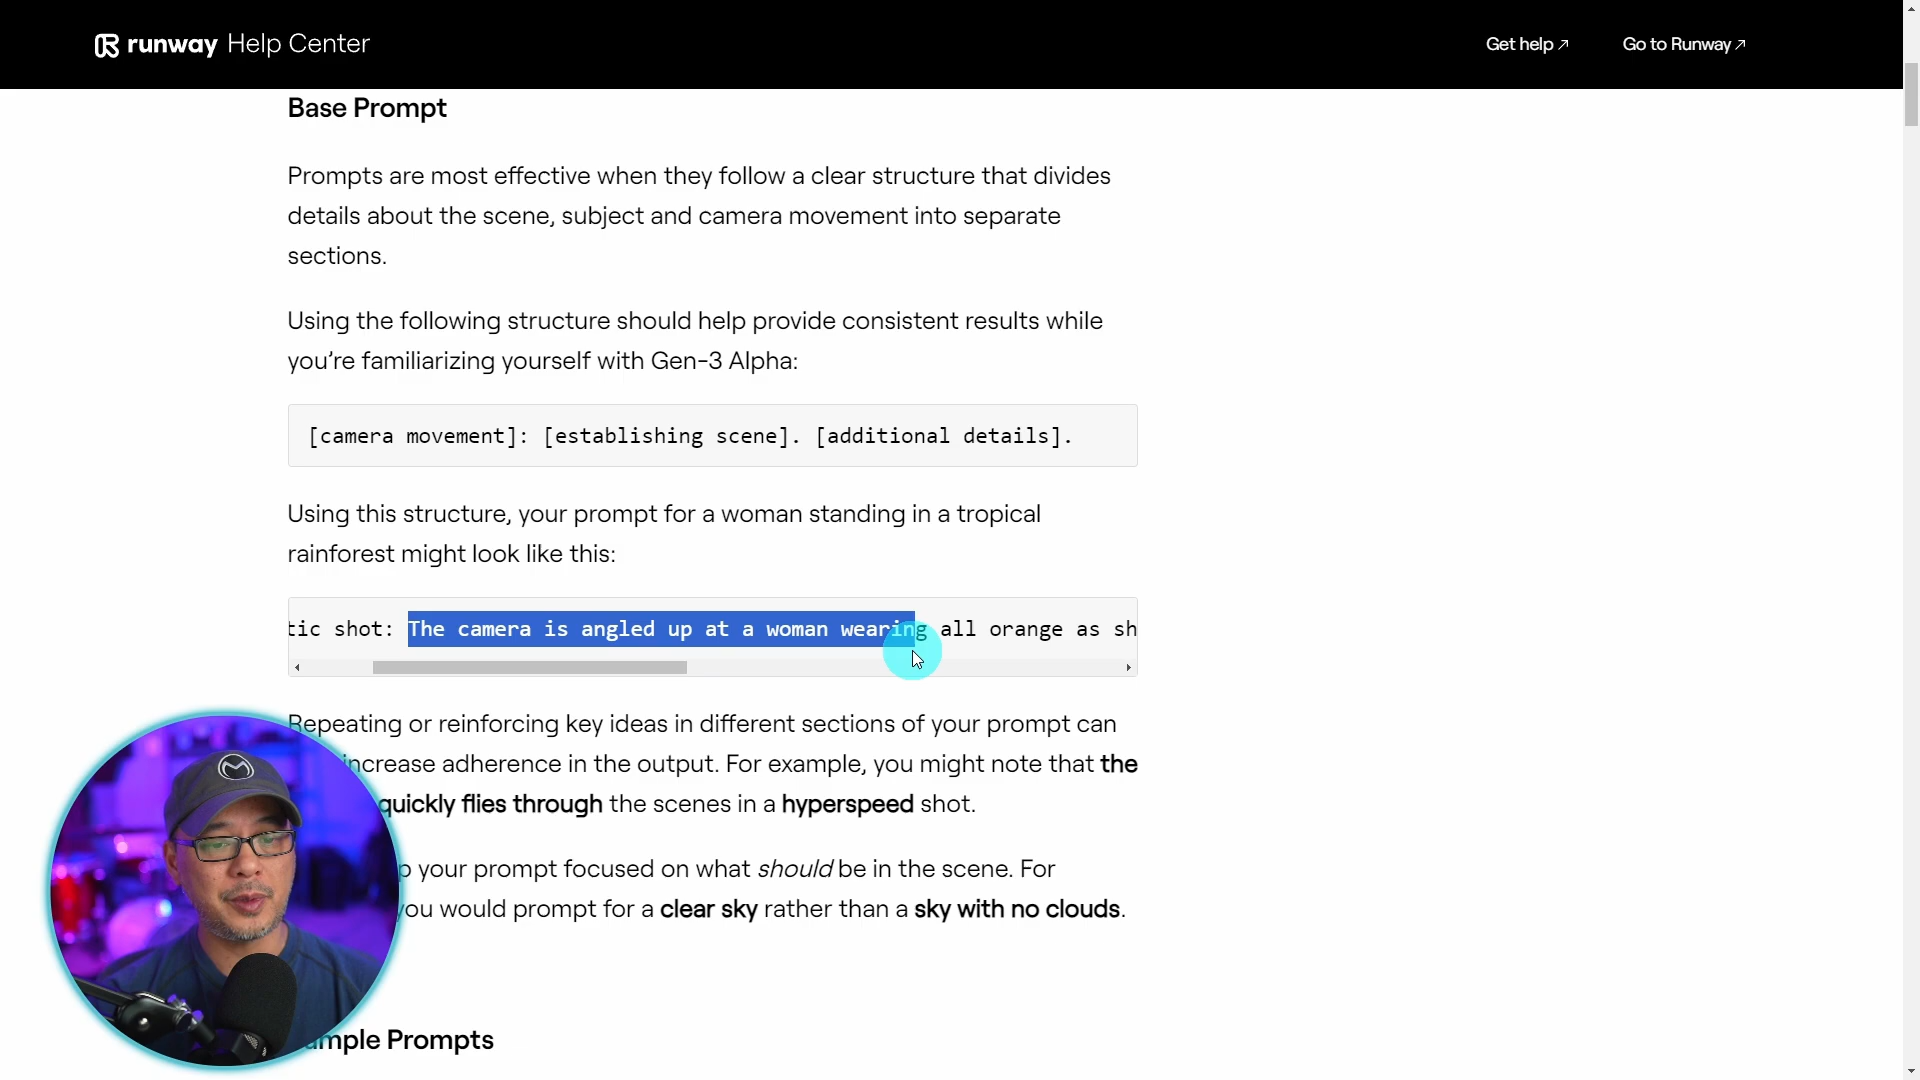 runway Help Center
Get help ↗
Go to Runway ↗
Base Prompt
Prompts are most effective when they follow a clear structure that divides
details about the scene, subject and camera movement into separate
sections.
Using the following structure should help provide consistent results while
you’re familiarizing yourself with Gen-3 Alpha:
[camera movement]: [establishing scene]. [additional details].
Using this structure, your prompt for a woman standing in a tropical
rainforest might look like this:
tic shot: The camera is angled up at a woman wearing all orange as sh
Repeating or reinforcing key ideas in different sections of your prompt can
increase adherence in the output. For example, you might note that the
quickly flies through the scenes in a hyperspeed shot.
your prompt focused on what should be in the scene. For
you would prompt for a clear sky rather than a sky with no clouds.
mple Prompts